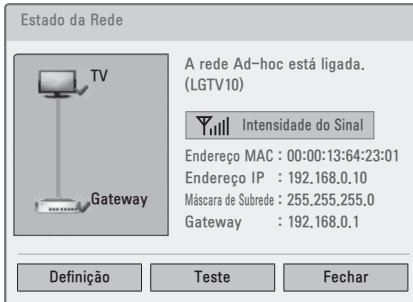 Estado da Rede
TV
Gateway
A rede Ad-hoc está ligada.
(LGTV10)
Intensidade do Sinal
Endereço MAC : 00:00:13:64:23:01
Endereço IP : 192.168.0.10
Máscara de Subrede : 255.255.255.0
Gateway : 192.168.0.1
Definição
Teste
Fechar